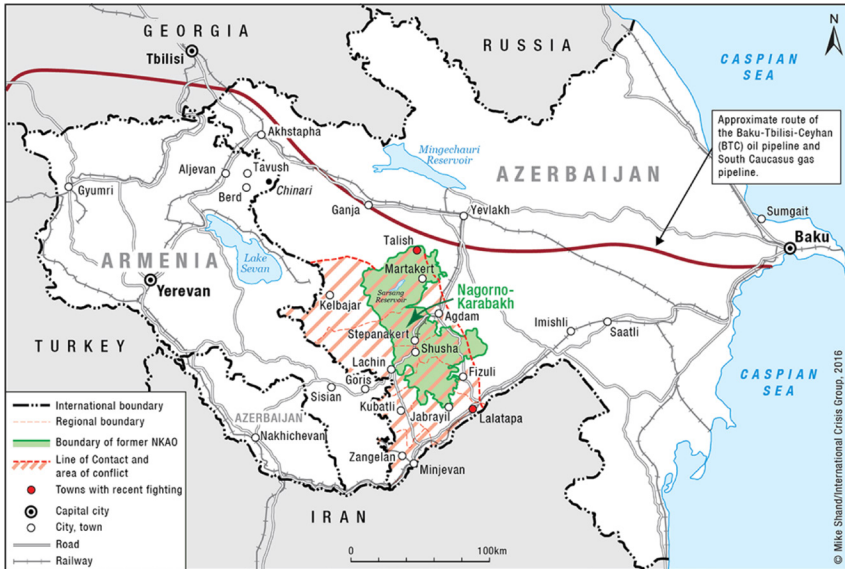 GEORGIA
Tbilisi
RUSSIA
N
CASPIAN
SEA
Approximate route of
the Baku-Tbilisi-Ceyhan
(BTC) oil pipeline and
South Caucasus gas
pipeline.
Akhstapha
Mingechauri
Reservoir
AZERBAIJAN
Aljevan
Tavush
Chinari
Berd
Gyumri
Ganja
Yevlakh
Sumgait
Baku
Talish
ARMENIA
Lake
Sevan
Martakert
Yerevan
Sarsang
Reservoir
Nagorno-
Karabakh
Kelbajar
Agdam
Imishli
Saatli
Stepanakert
Shusha
TURKEY
Lachin
Goris
Fizuli
CASPIAN
SEA
Sisian
Kubatli
Jabrayil
Lalatapa
AZERBAIJAN
Nakhichevan
Zangelan
Minjevan
IRAN
International boundary
Regional boundary
Boundary of former NKAO
Line of Contact and
area of conflict
Towns with recent fighting
Capital city
City, town
Road
Railway
0 100km
© Mike Shand/International Crisis Group, 2016